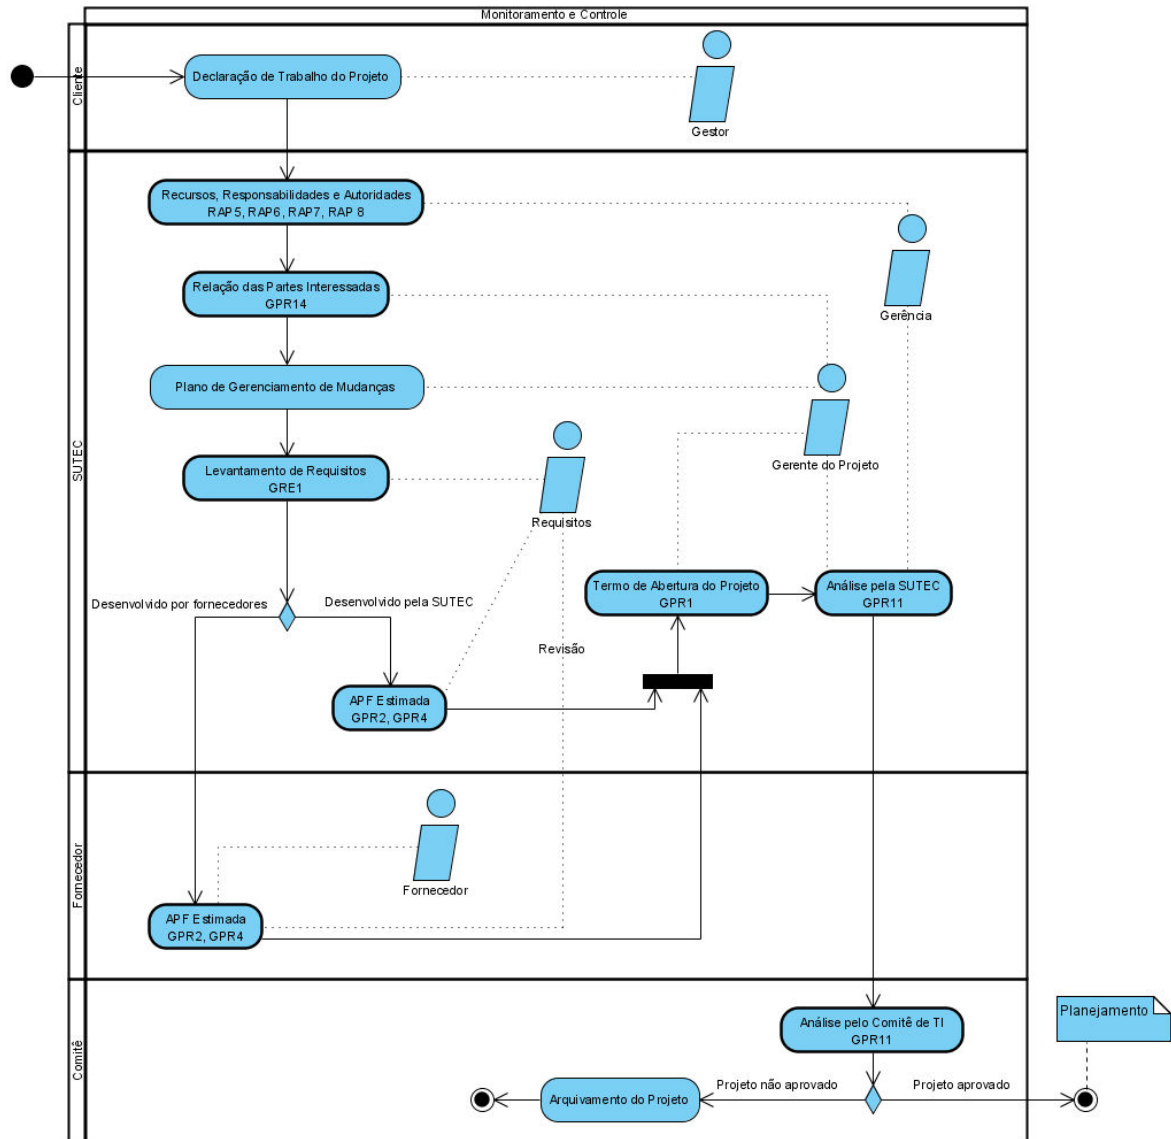 Monitoramento e Controle
Cliente
Declaração de Trabalho do Projeto
Gestor
SUTEC
Recursos, Responsabilidades e Autoridades
RAP5, RAP6, RAP7, RAP 8
Gerência
Relação das Partes Interessadas
GPR14
Plano de Gerenciamento de Mudanças
Gerente do Projeto
Levantamento de Requisitos
GRE1
Requisitos
Desenvolvido por fornecedores
Desenvolvido pela SUTEC
Termo de Abertura do Projeto
GPR1
Análise pela SUTEC
GPR11
Revisão
APF Estimada
GPR2, GPR4
Fornecedor
Fornecedor
APF Estimada
GPR2, GPR4
Comitê
Análise pelo Comitê de TI
GPR11
Planejamento
Projeto não aprovado
Projeto aprovado
Arquivamento do Projeto